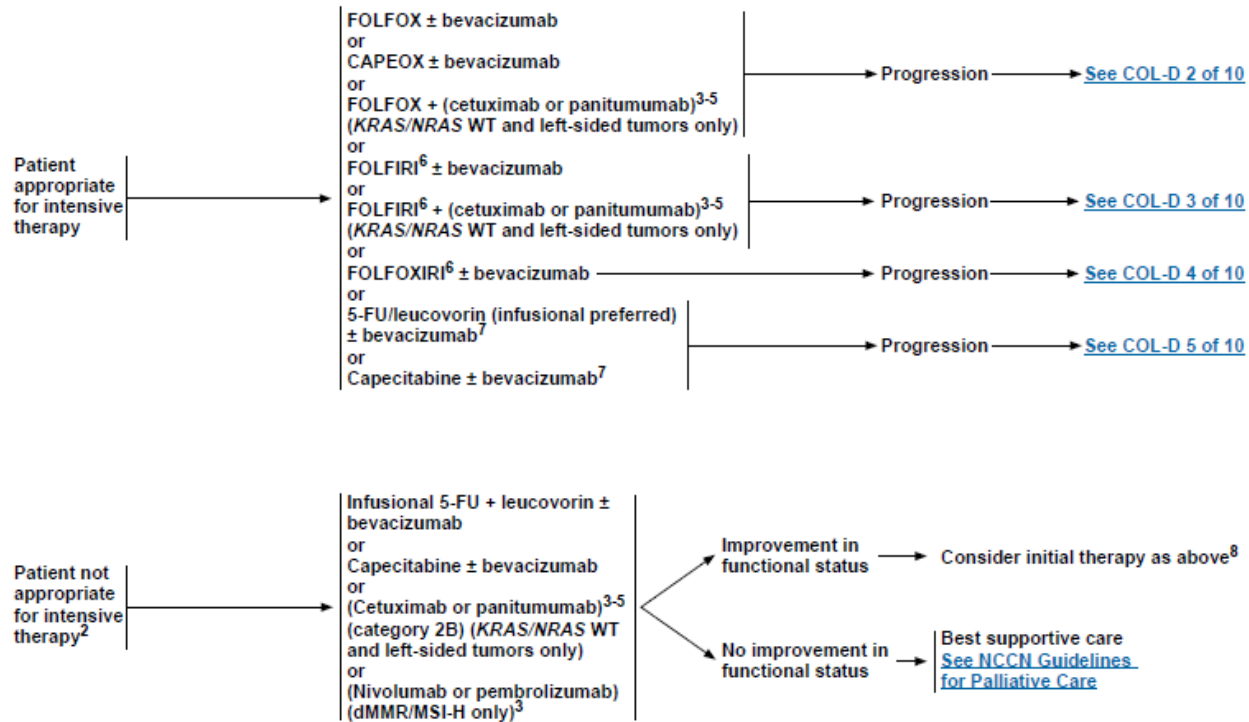 FOLFOX ± bevacizumab
or
CAPEOX ± bevacizumab
or
FOLFOX + (cetuximab or panitumumab)3-5
(KRAS/NRAS WT and left-sided tumors only)
Progression
See COL-D 2 of 10
or
Patient
appropriate
for intensive
therapy
FOLFIRI6 ± bevacizumab
or
FOLFIRI6 + (cetuximab or panitumumab)3-5
(KRAS/NRAS WT and left-sided tumors only)
Progression
See COL-D 3 of 10
or
FOLFOXIRI6 ± bevacizumab
Progression
See COL-D 4 of 10
or
5-FU/leucovorin (infusional preferred)
± bevacizumab7
or
Capecitabine ± bevacizumab7
Progression
See COL-D 5 of 10
Patient not
appropriate
for intensive
therapy2
Infusional 5-FU + leucovorin ±
bevacizumab
or
Capecitabine ± bevacizumab
or
(Cetuximab or panitumumab)3-5
(category 2B) (KRAS/NRAS WT
and left-sided tumors only)
or
(Nivolumab or pembrolizumab)
(dMMR/MSI-H only)3
Improvement in
functional status
Consider initial therapy as above8
No improvement in
functional status
Best supportive care
See NCCN Guidelines
for Palliative Care